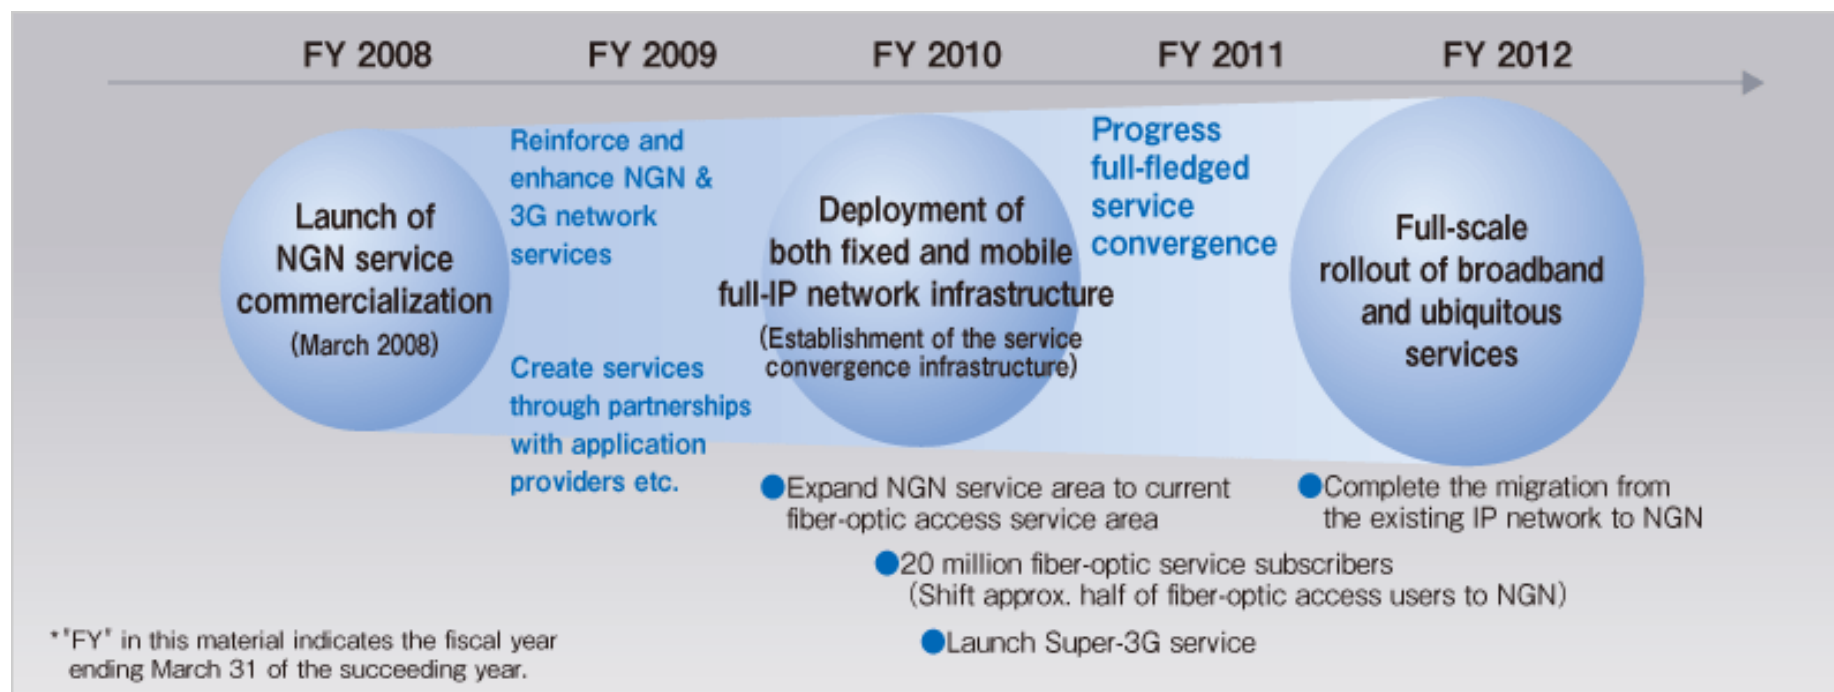 FY 2008 FY 2009 FY 2010 FY 2011 FY 2012
Launch of
NGN service
commercialization
(March 2008)
Reinforce and
enhance NGN &
3G network
services
Create services
through partnerships
with application
providers etc.
Deployment of
both fixed and mobile
full-IP network infrastructure
(Establishment of the service
convergence infrastructure)
Progress
full-fledged
service
convergence
Full-scale
rollout of broadband
and ubiquitous
services
●Expand NGN service area to current
fiber-optic access service area
●20 million fiber-optic service subscribers
(Shift approx. half of fiber-optic access users to NGN)
●Launch Super-3G service
●Complete the migration from
the existing IP network to NGN
*"FY" in this material indicates the fiscal year
ending March 31 of the succeeding year.